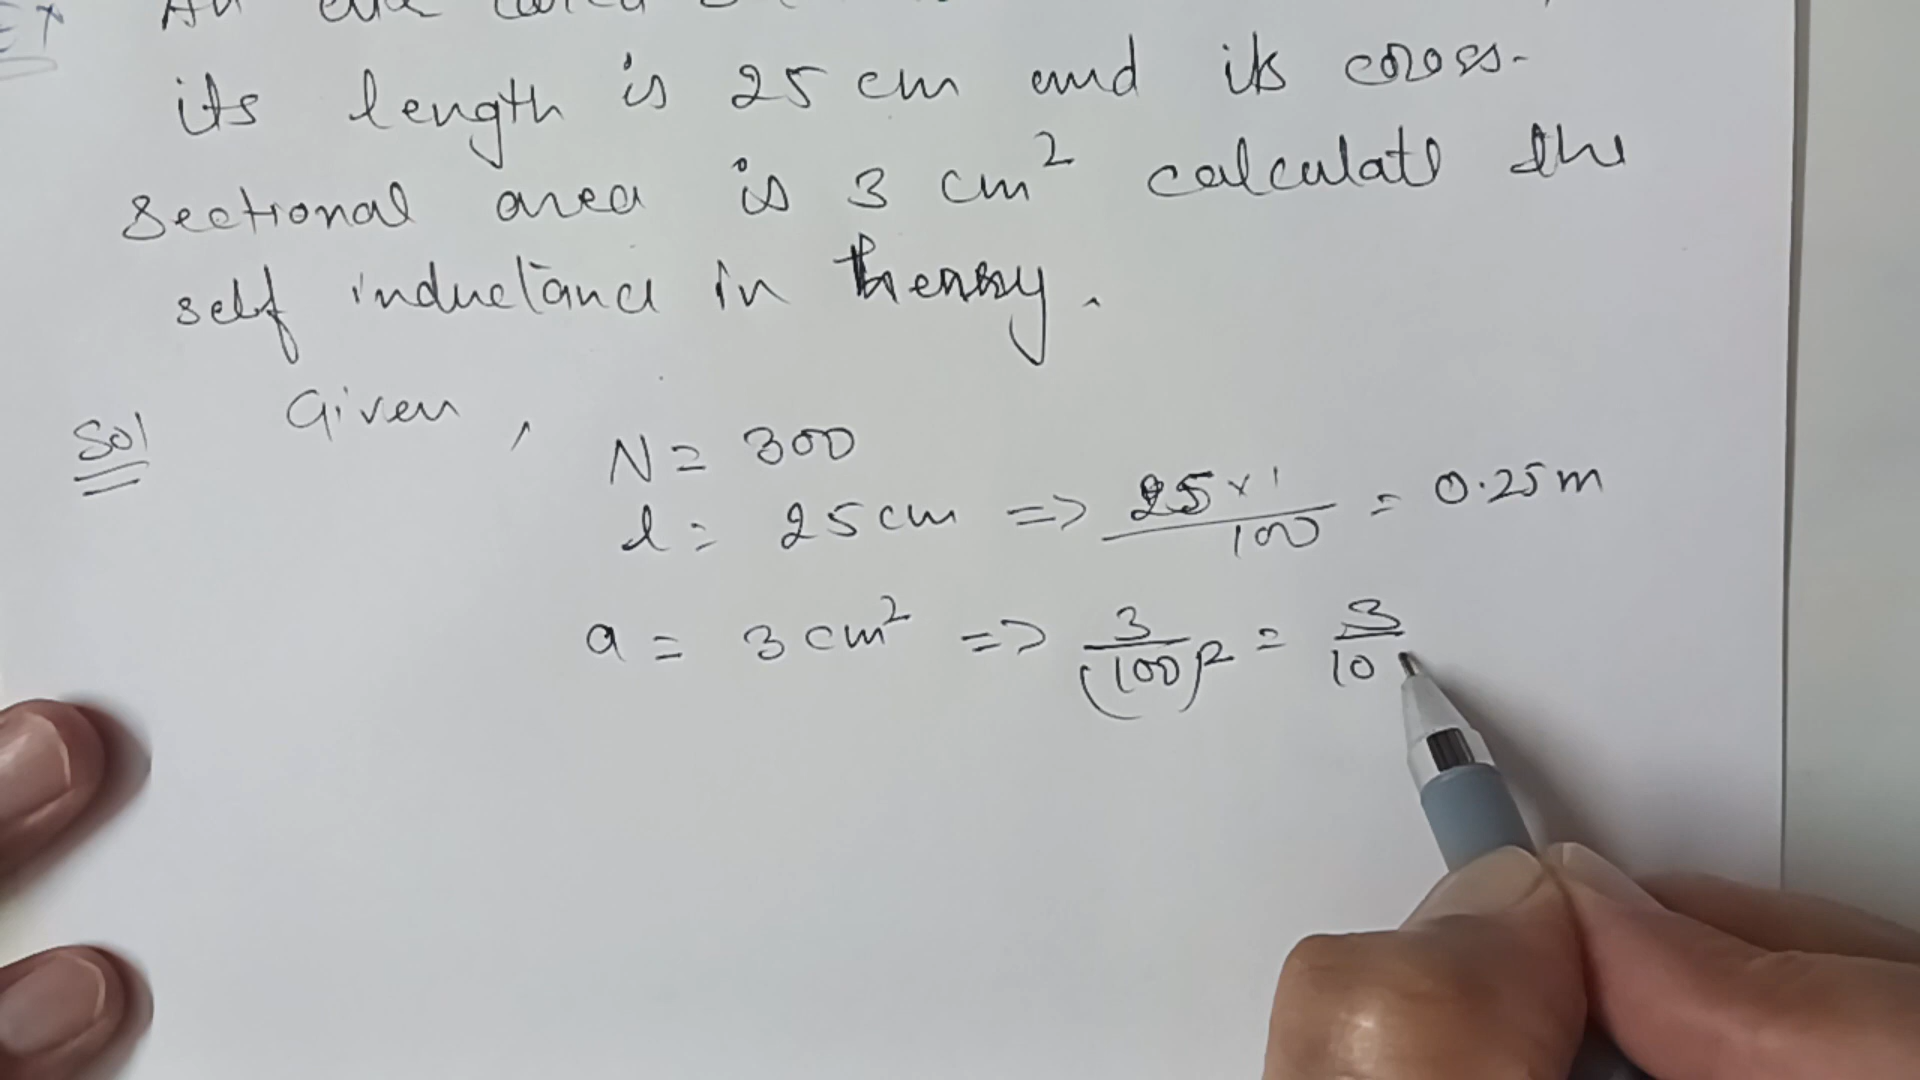 its length is 25 cm and its cross-
sectional area is 3 cm² calculate the
self inductance in
Sol Given,
N = 300
l = 25 cm => 25 × 1 / 100 = 0.25 m
a = 3 cm² => 3 / (100)² = 3 / 10